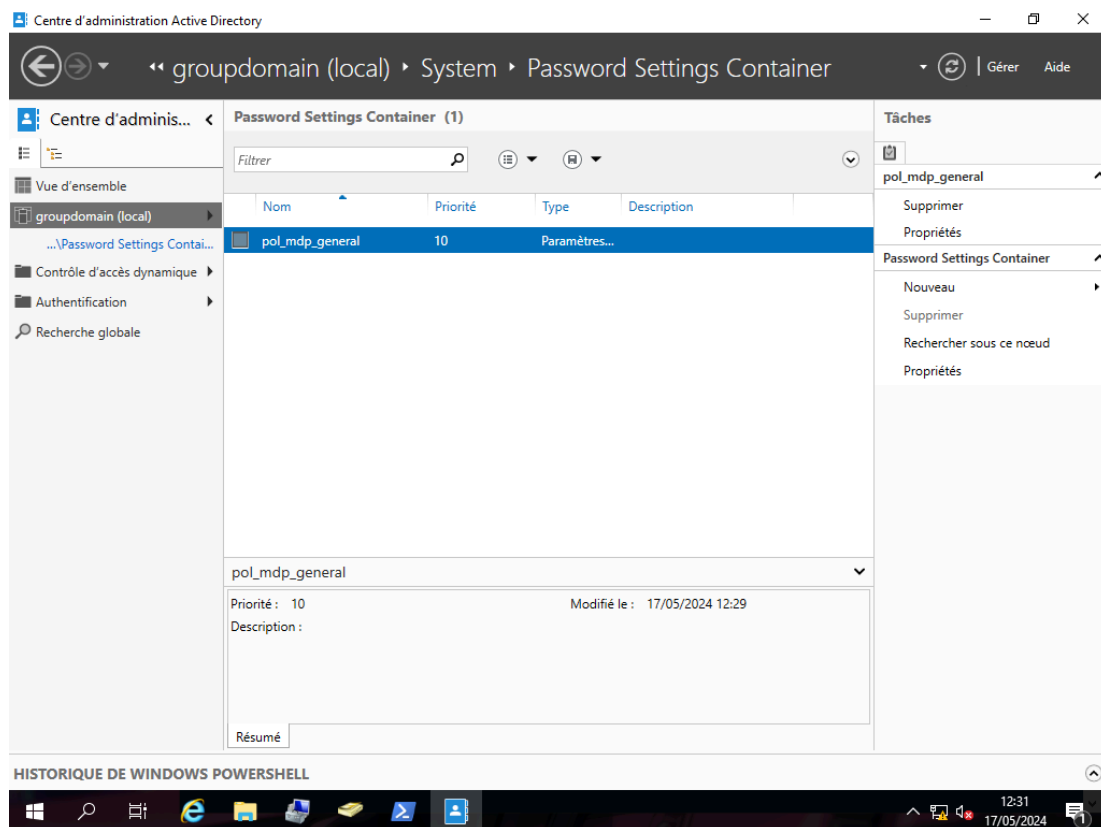 Centre d'administration Active Directory
groupdomain (local) System Password Settings Container
Gérer Aide
Centre d'adminis...
Vue d'ensemble
groupdomain (local)
...\Password Settings Contai...
Contrôle d'accès dynamique
Authentification
Recherche globale
Password Settings Container (1)
Filtrer
Nom Priorité Type Description
pol_mdp_general 10 Paramètres...
pol_mdp_general
Priorité : 10 Modifié le : 17/05/2024 12:29
Description :
Résumé
Tâches
pol_mdp_general
Supprimer
Propriétés
Password Settings Container
Nouveau
Supprimer
Rechercher sous ce nœud
Propriétés
HISTORIQUE DE WINDOWS POWERSHELL
12:31
17/05/2024
1